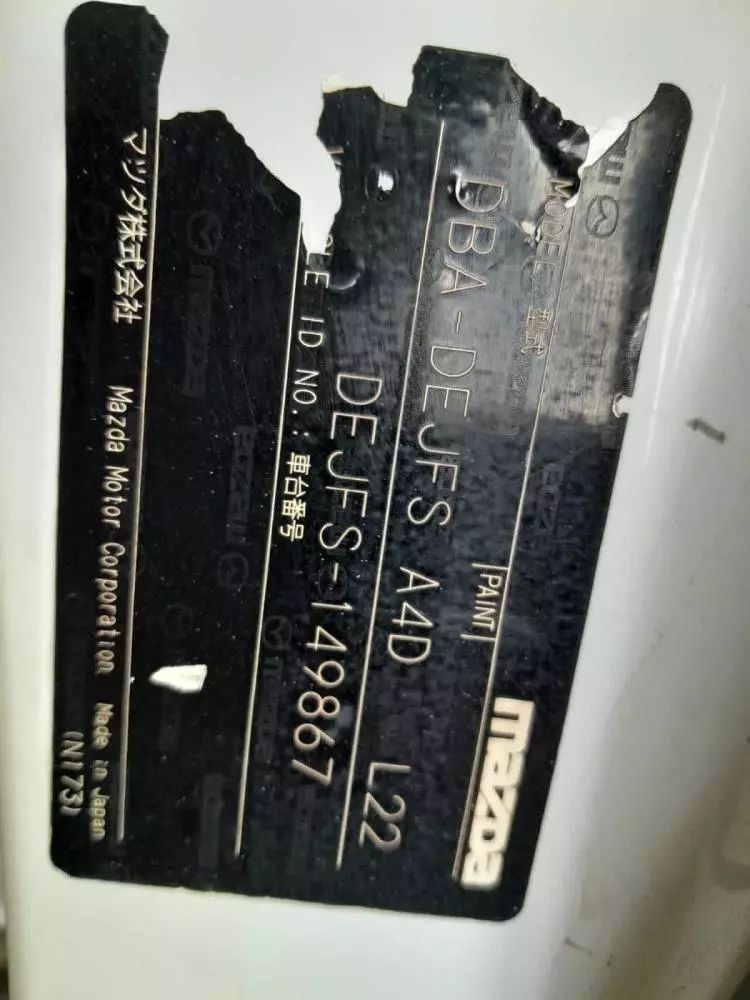 mazda
MODEL 型式
PAINT
DBA-DEJFS A4D L22
ID NO.: 車台番号
DEJFS-149867
マツダ株式会社 Mazda Motor Corporation Made in Japan
(N173)